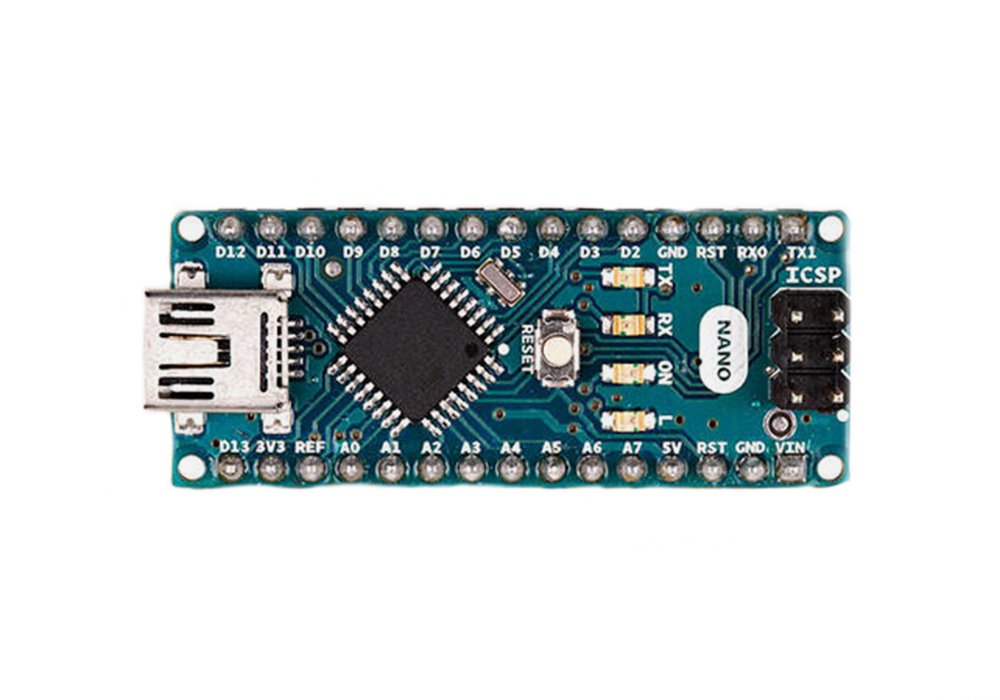 D12 D11 D10 D9 D8 D7 D6 D5 D4 D3 D2 GND RST RX0 TX1
ICSP
TX
RX
ON
L
RESET
NANO
D13 3V3 REF A0 A1 A2 A3 A4 A5 A6 A7 5V RST GND VIN